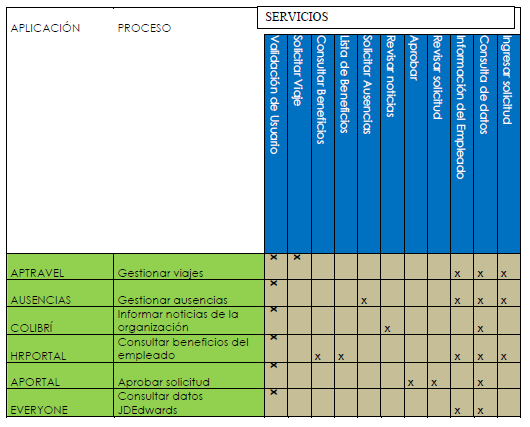 SERVICIOS
APLICACIÓN PROCESO
Validación de Usuario
Solicitar Viaje
Consultar Beneficios
Lista de Beneficios
Solicitar Ausencias
Revisar noticias
Aprobar
Revisar solicitud
Información del Empleado
Consulta de datos
Ingresar solicitud
APTRAVEL Gestionar viajes x x x x x
AUSENCIAS Gestionar ausencias x x x x x
COLIBRÍ Informar noticias de la
organización x x x
HRPORTAL Consultar beneficios del
empleado x x x x x x
APORTAL Aprobar solicitud x x x x
EVERYONE Consultar datos
JDEdwards x x x